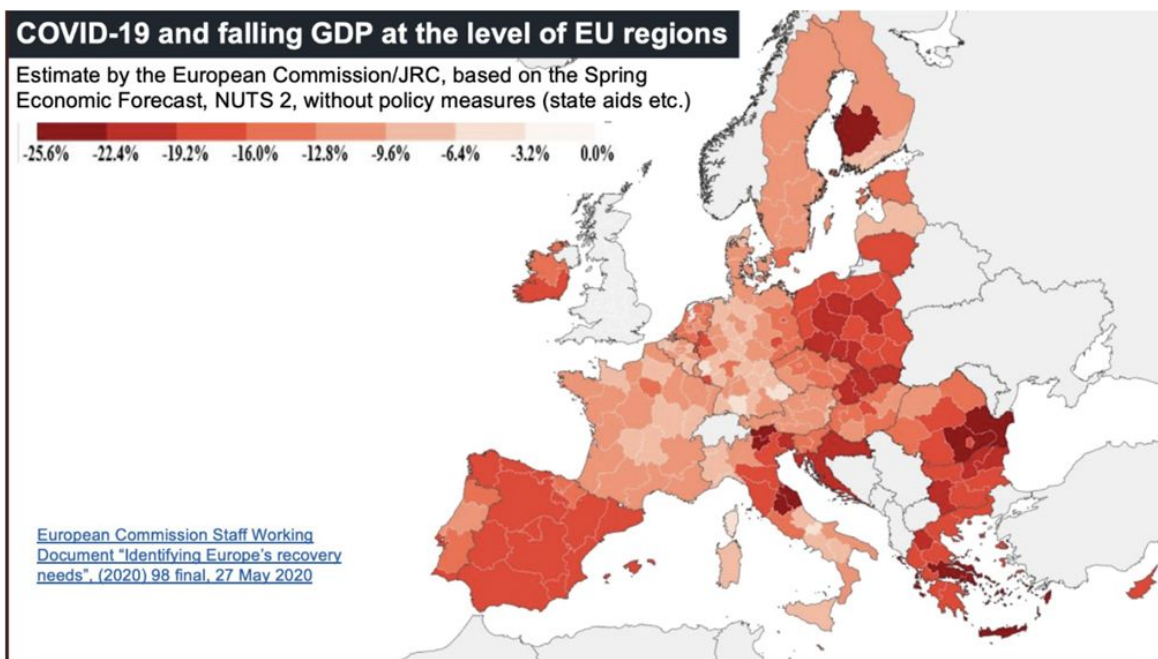 COVID-19 and falling GDP at the level of EU regions
Estimate by the European Commission/JRC, based on the Spring
Economic Forecast, NUTS 2, without policy measures (state aids etc.)
-25.6% -22.4% -19.2% -16.0% -12.8% -9.6% -6.4% -3.2% 0.0%
European Commission Staff Working
Document “Identifying Europe’s recovery
needs”, (2020) 98 final, 27 May 2020